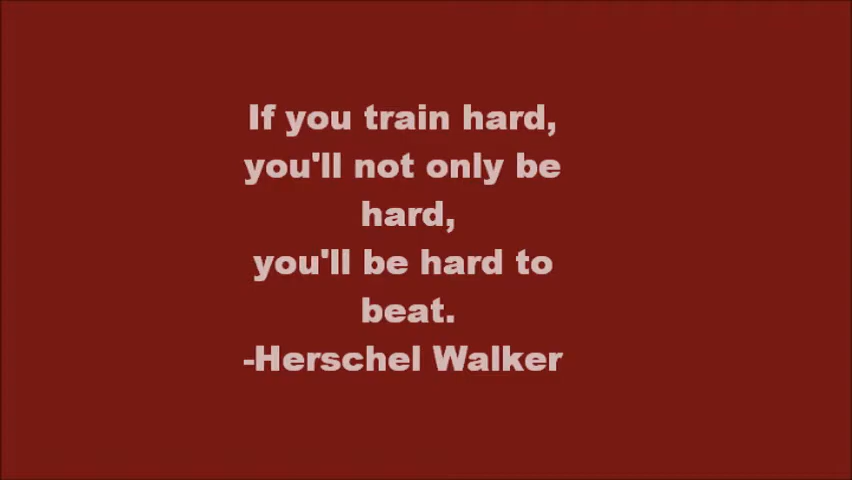 If you train hard,
you'll not only be
hard,
you'll be hard to
beat.
-Herschel Walker